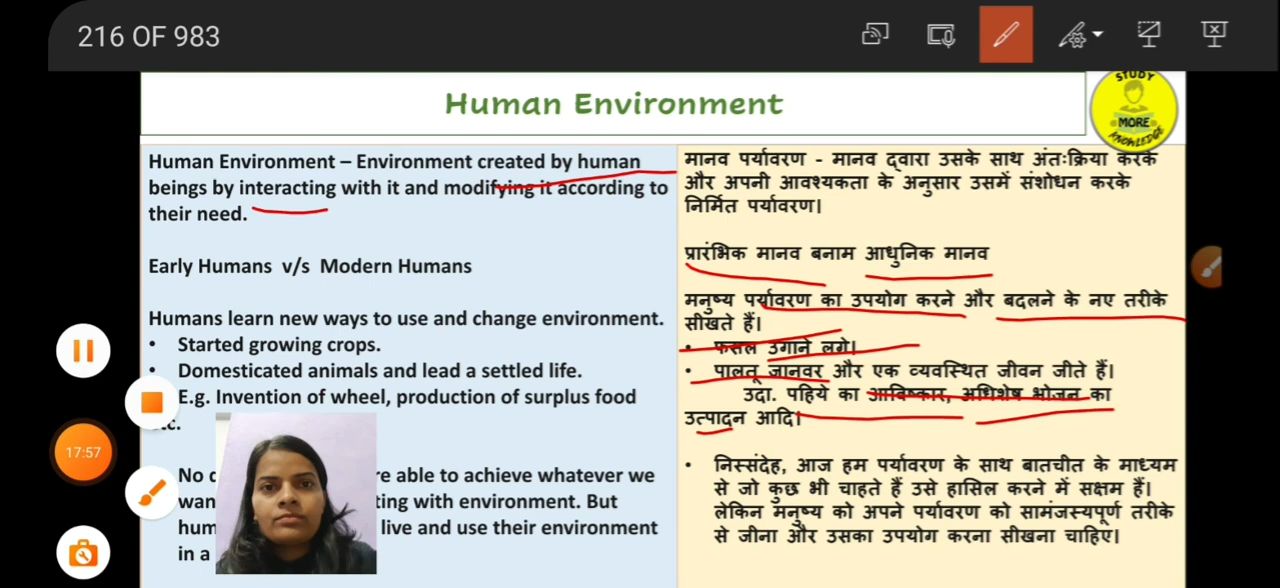 216 OF 983
Human Environment
STUDY
MORE
KNOWLEDGE
Human Environment – Environment created by human
beings by interacting with it and modifying it according to
their need.
Early Humans v/s Modern Humans
Humans learn new ways to use and change environment.
• Started growing crops.
• Domesticated animals and lead a settled life.
E.g. Invention of wheel, production of surplus food
No
re able to achieve whatever we
wan ting with environment. But
hum live and use their environment
in a
मानव पर्यावरण - मानव द्वारा उसके साथ अंतःक्रिया करके
और अपनी आवश्यकता के अनुसार उसमें संशोधन करके
निर्मित पर्यावरण।
प्रारंभिक मानव बनाम आधुनिक मानव
मनुष्य पर्यावरण का उपयोग करने और बदलने के नए तरीके
सीखते हैं।
• फसल उगाने लगे।
• पालतू जानवर और एक व्यवस्थित जीवन जीते हैं।
उदा. पहिये का आविष्कार, अधिशेष भोजन का
उत्पादन आदि।
• निस्संदेह, आज हम पर्यावरण के साथ बातचीत के माध्यम
से जो कुछ भी चाहते हैं उसे हासिल करने में सक्षम हैं।
लेकिन मनुष्य को अपने पर्यावरण को सामंजस्यपूर्ण तरीके
से जीना और उसका उपयोग करना सीखना चाहिए।
17:57